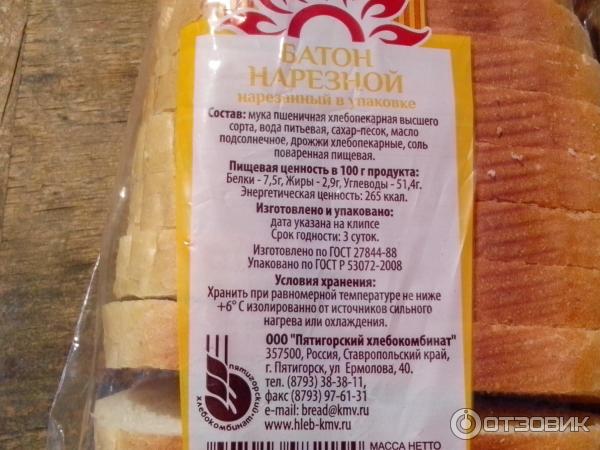 БАТОН
НАРЕЗНОЙ
нарезанный в упаковке
Состав: мука пшеничная хлебопекарная высшего
сорта, вода питьевая, сахар-песок, масло
подсолнечное, дрожжи хлебопекарные, соль
поваренная пищевая.
Пищевая ценность в 100 г продукта:
Белки - 7,5г, Жиры - 2,9г, Углеводы - 51,4г.
Энергетическая ценность: 265 ккал.
Изготовлено и упаковано:
дата указана на клипсе
Срок годности: 3 суток.
Изготовлено по ГОСТ 27844-88
Упаковано по ГОСТ Р 53072-2008
Условия хранения:
Хранить при равномерной температуре не ниже
+6° С изолированно от источников сильного
нагрева или охлаждения.
ООО "Пятигорский хлебокомбинат"
357500, Россия, Ставропольский край,
г. Пятигорск, ул Ермолова, 40.
тел. (8793) 38-38-11,
факс (8793) 97-61-31
e-mail: bread@kmv.ru
www.hleb-kmv.ru
пятигорский хлебокомбинат
МАССА НЕТТО
ОТЗОВИК